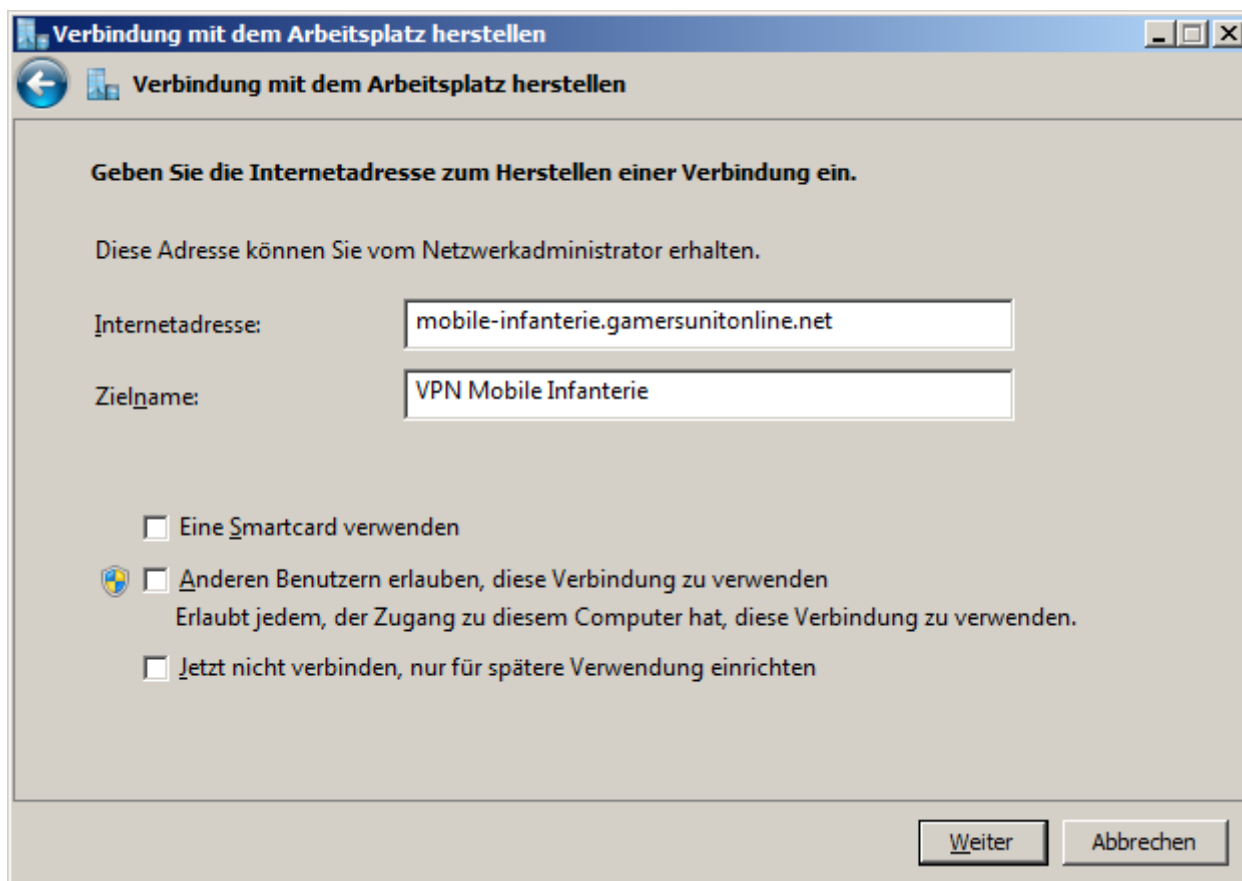 Verbindung mit dem Arbeitsplatz herstellen
Verbindung mit dem Arbeitsplatz herstellen
Geben Sie die Internetadresse zum Herstellen einer Verbindung ein.
Diese Adresse können Sie vom Netzwerkadministrator erhalten.
Internetadresse: mobile-infanterie.gamersunitonline.net
Zielname: VPN Mobile Infanterie
Eine Smartcard verwenden
Anderen Benutzern erlauben, diese Verbindung zu verwenden
Erlaubt jedem, der Zugang zu diesem Computer hat, diese Verbindung zu verwenden.
Jetzt nicht verbinden, nur für spätere Verwendung einrichten
Weiter Abbrechen